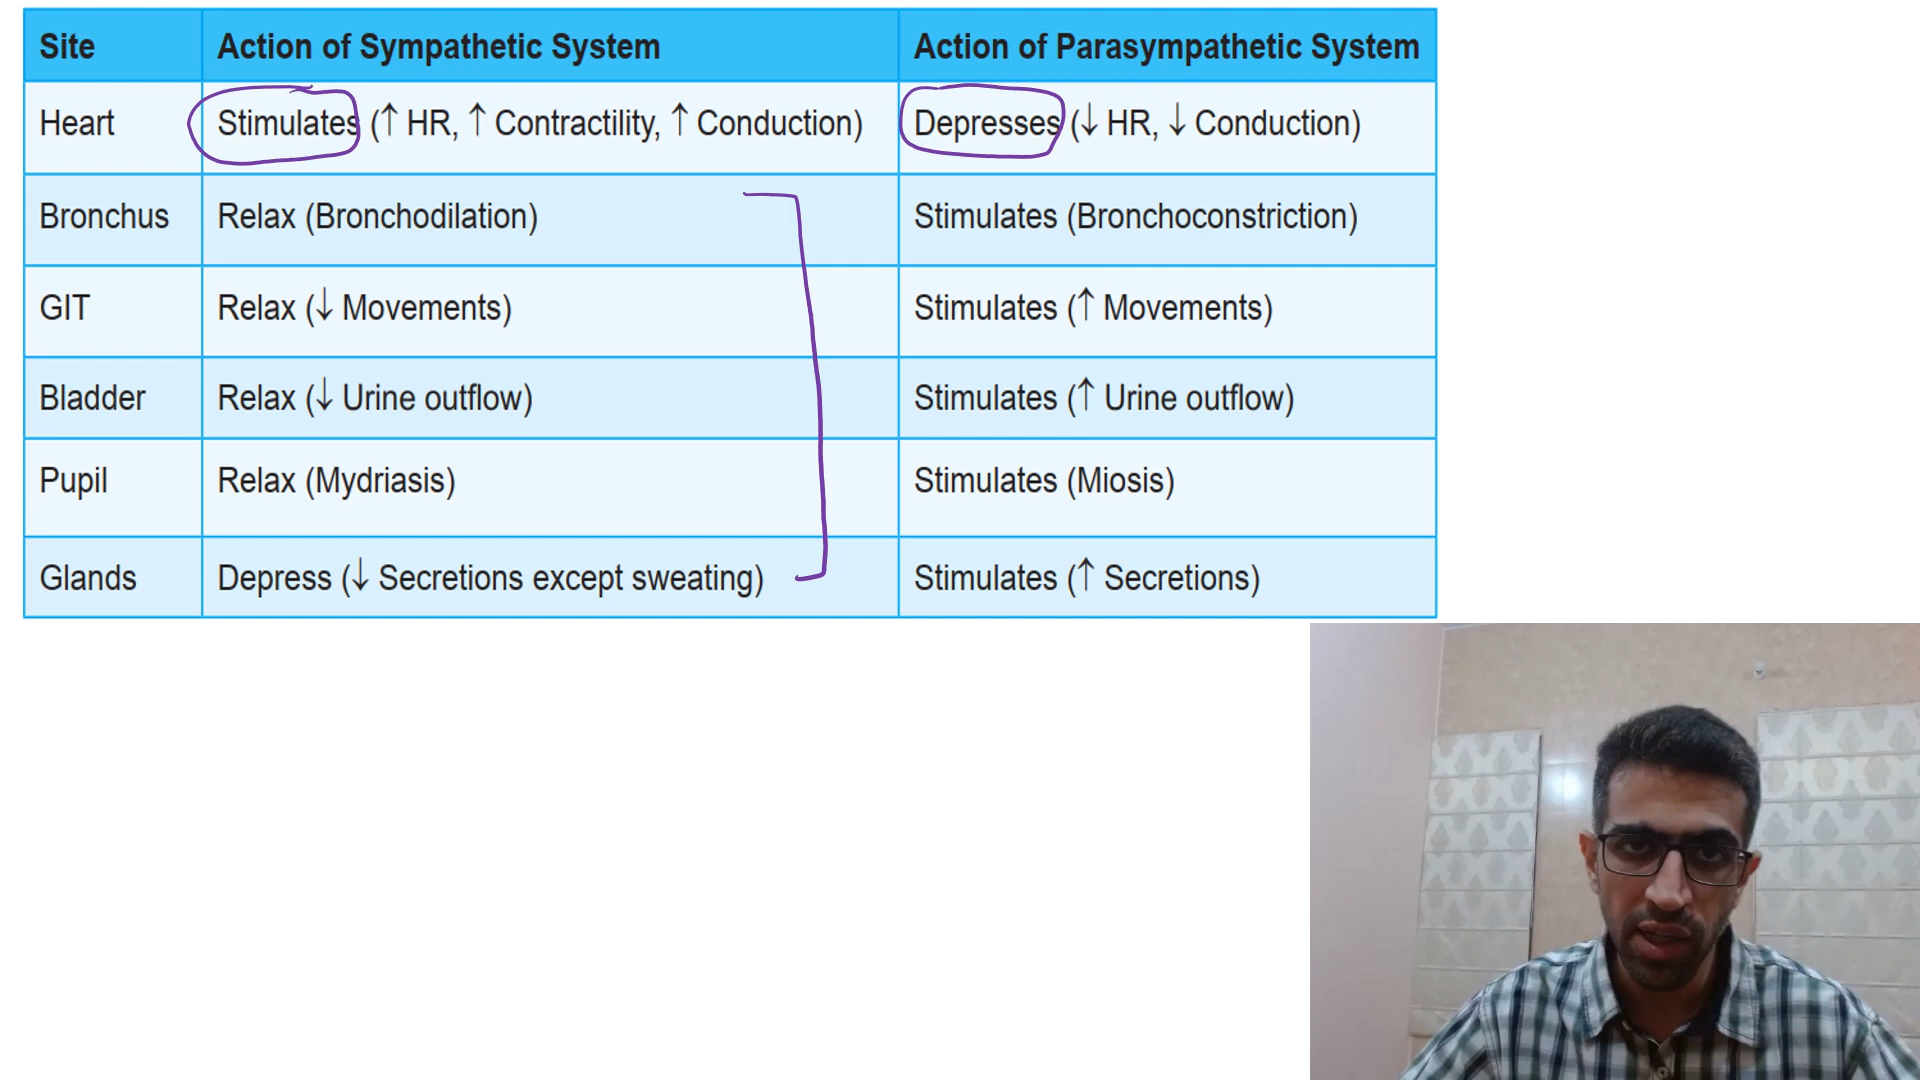 Site Action of Sympathetic System Action of Parasympathetic System
Heart Stimulates (↑ HR, ↑ Contractility, ↑ Conduction) Depresses (↓ HR, ↓ Conduction)
Bronchus Relax (Bronchodilation) Stimulates (Bronchoconstriction)
GIT Relax (↓ Movements) Stimulates (↑ Movements)
Bladder Relax (↓ Urine outflow) Stimulates (↑ Urine outflow)
Pupil Relax (Mydriasis) Stimulates (Miosis)
Glands Depress (↓ Secretions except sweating) Stimulates (↑ Secretions)